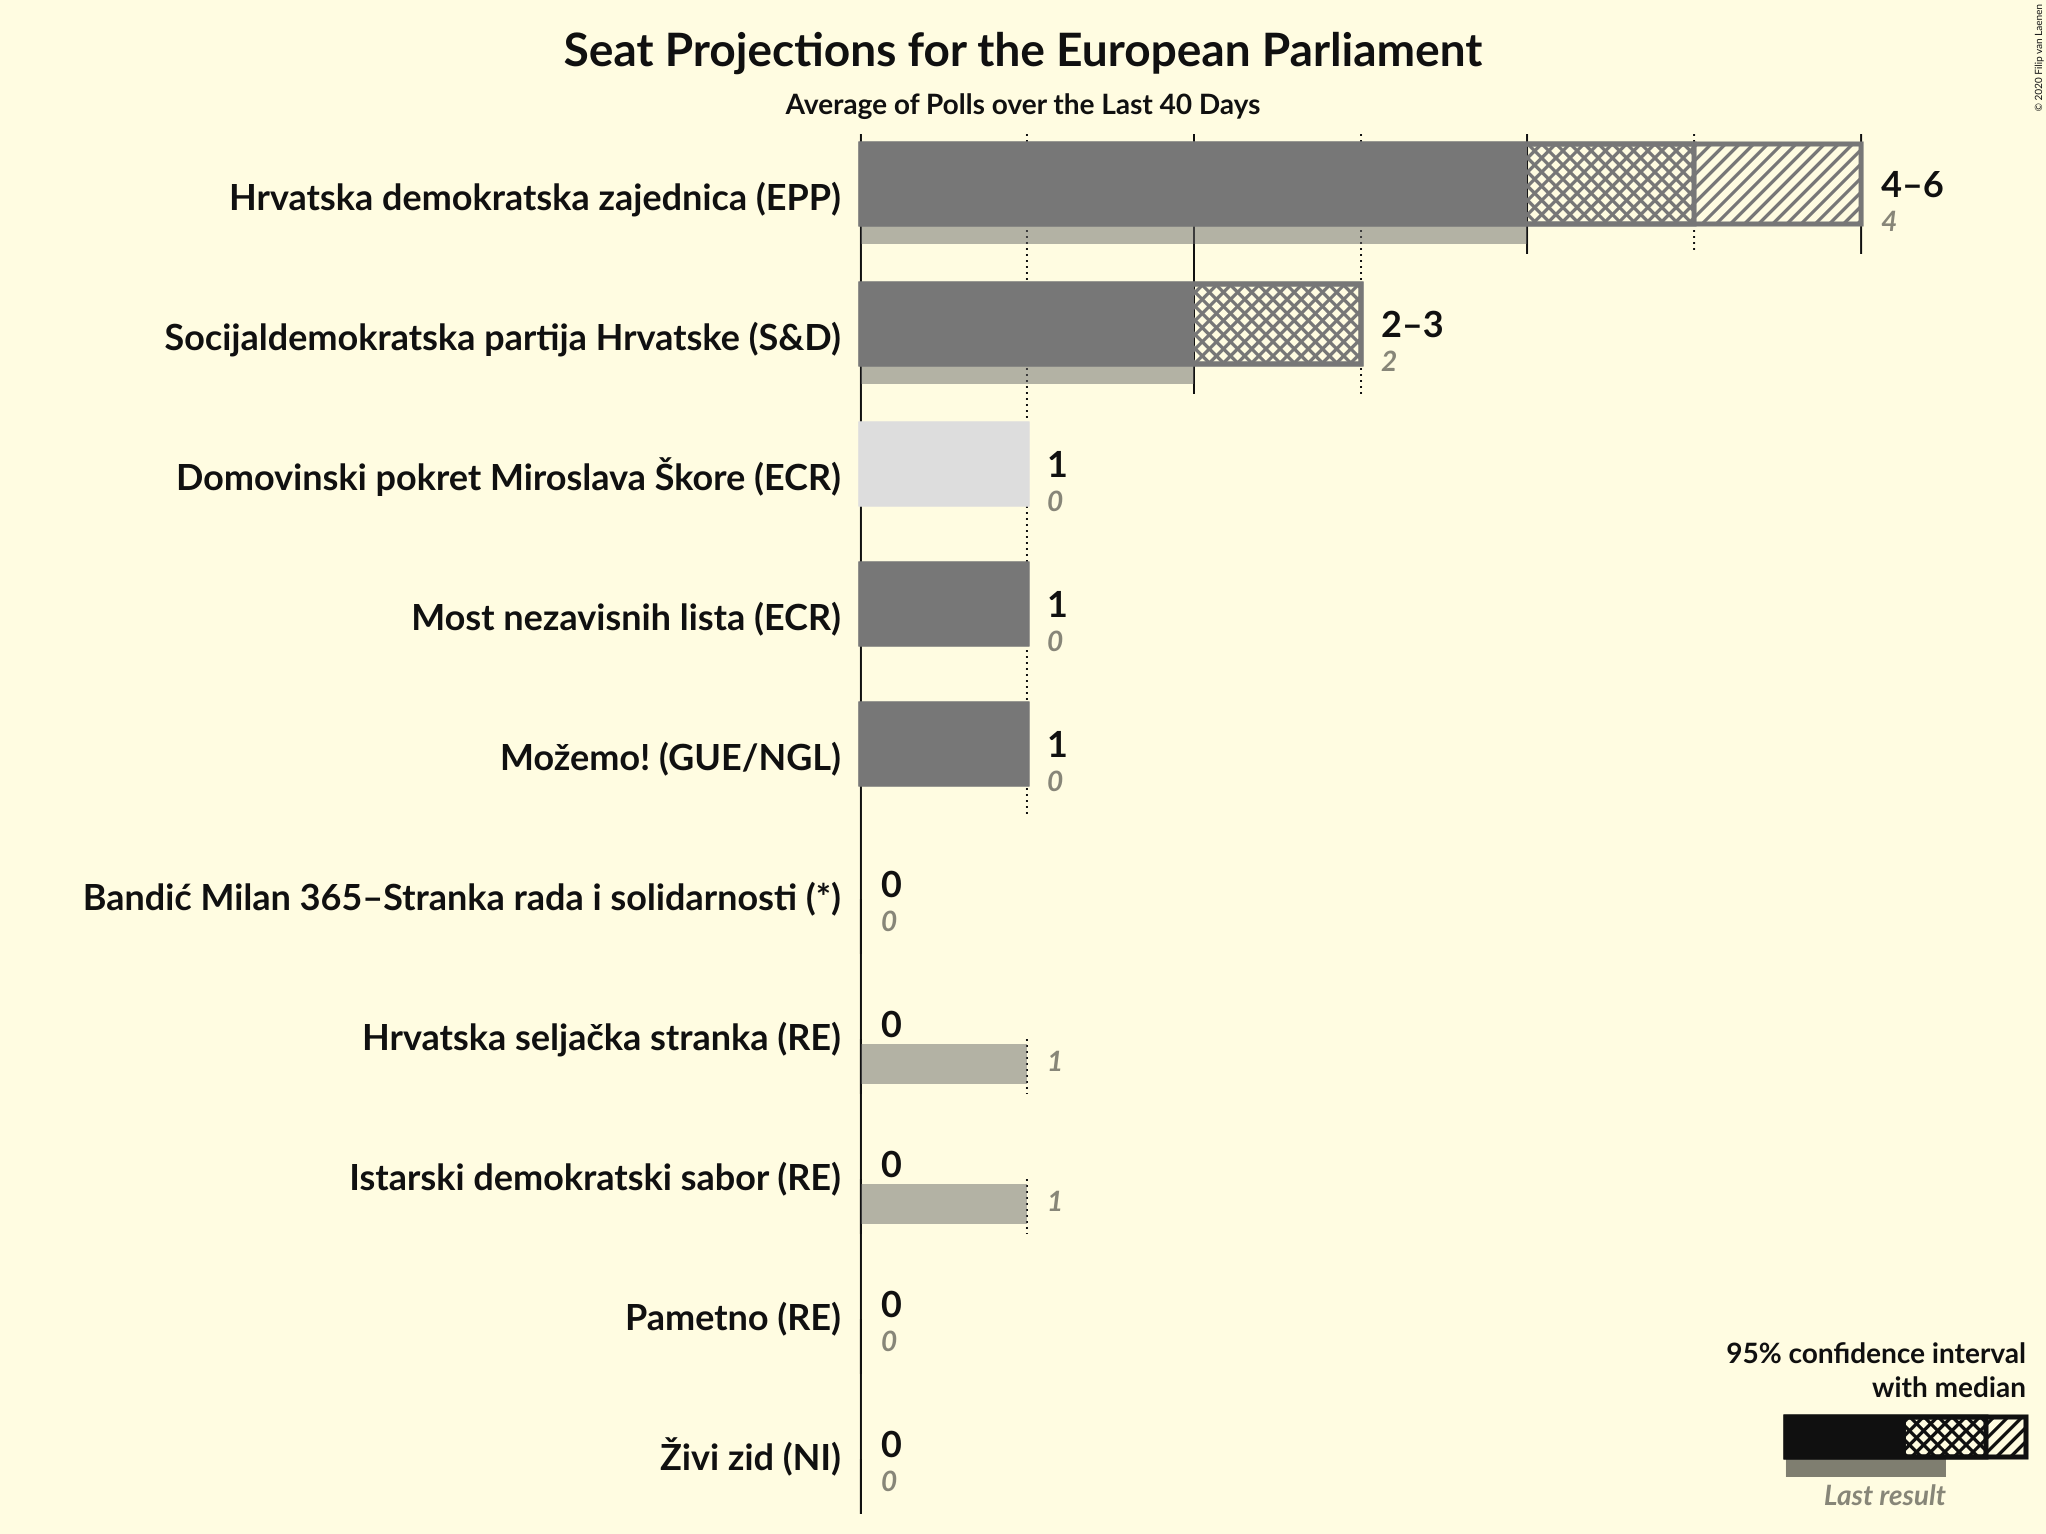 Seat Projections for the European Parliament
Average of Polls over the Last 40 Days
© 2020 Filip van Laenen
Hrvatska demokratska zajednica (EPP)
4–6
4
Socijaldemokratska partija Hrvatske (S&D)
2–3
2
Domovinski pokret Miroslava Škore (ECR)
1
0
Most nezavisnih lista (ECR)
1
0
Možemo! (GUE/NGL)
1
0
Bandić Milan 365–Stranka rada i solidarnosti (*)
0
0
Hrvatska seljačka stranka (RE)
0
1
Istarski demokratski sabor (RE)
0
1
Pametno (RE)
0
0
Živi zid (NI)
0
0
95% confidence interval
with median
Last result